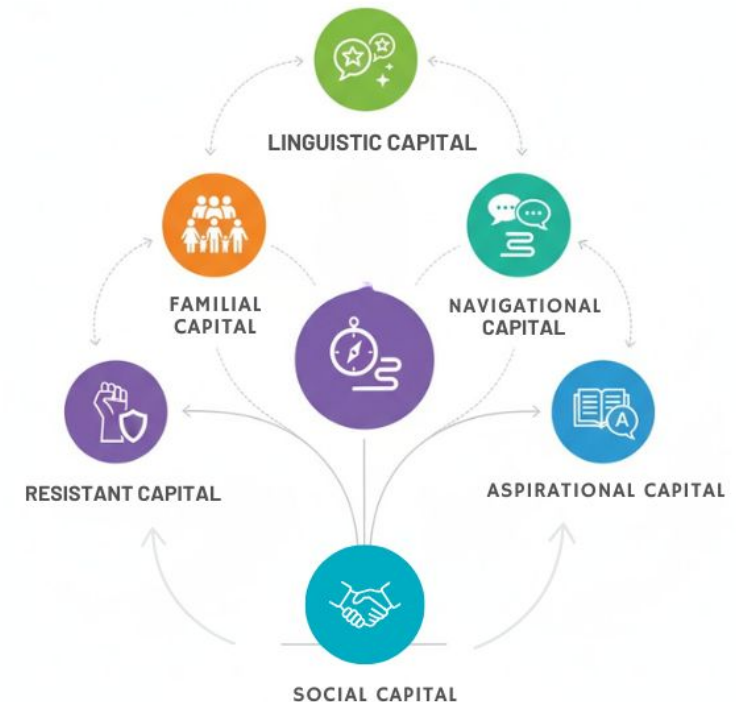 LINGUISTIC CAPITAL
FAMILIAL
CAPITAL
NAVIGATIONAL
CAPITAL
RESISTANT CAPITAL
A
ASPIRATIONAL CAPITAL
SOCIAL CAPITAL